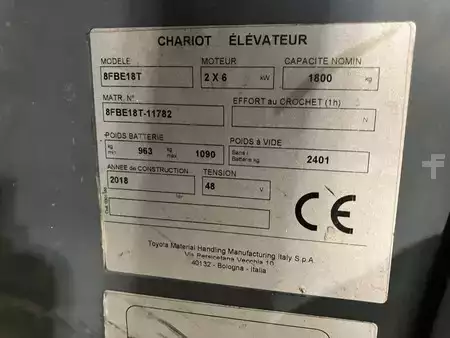 CHARIOT ÉLÉVATEUR
MODELE MOTEUR CAPACITE NOMIN
8FBE18T 2 X 6 kW 1800 kg
MATR. N° EFFORT au CROCHET (1h)
8FBE18T-11782 N
POIDS BATTERIE POIDS à VIDE
kg min 963 kg max 1090 Sans l Batterie kg 2401
ANNEE de CONSTRUCTION TENSION
2018 48 V
CE
Toyota Material Handling Manufacturing Italy S.p.A
Via Persicetana Vecchia 10
40132 - Bologna - Italia